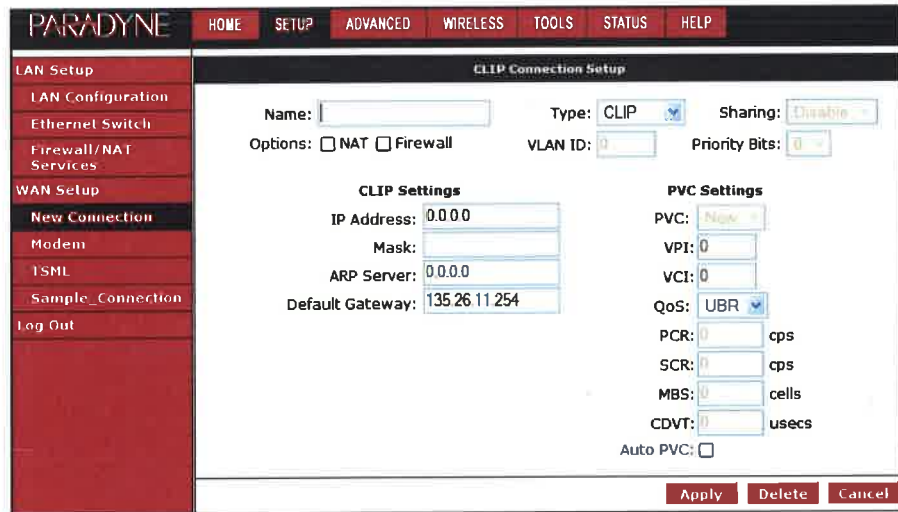 PARADYNE
HOME SETUP ADVANCED WIRELESS TOOLS STATUS HELP
LAN Setup
LAN Configuration
Ethernet Switch
Firewall/NAT
Services
WAN Setup
New Connection
Modem
TSML
Sample_Connection
Log Out
CLIP Connection Setup
Name: Type: CLIP Sharing: Disable
Options: NAT Firewall VLAN ID: 0 Priority Bits: 0
CLIP Settings
IP Address: 0.0.0.0
Mask:
ARP Server: 0.0.0.0
Default Gateway: 135.26.11.254
PVC Settings
PVC: New
VPI: 0
VCI: 0
QoS: UBR
PCR: 0 cps
SCR: 0 cps
MBS: 0 cells
CDVT: 0 usecs
Auto PVC:
Apply Delete Cancel